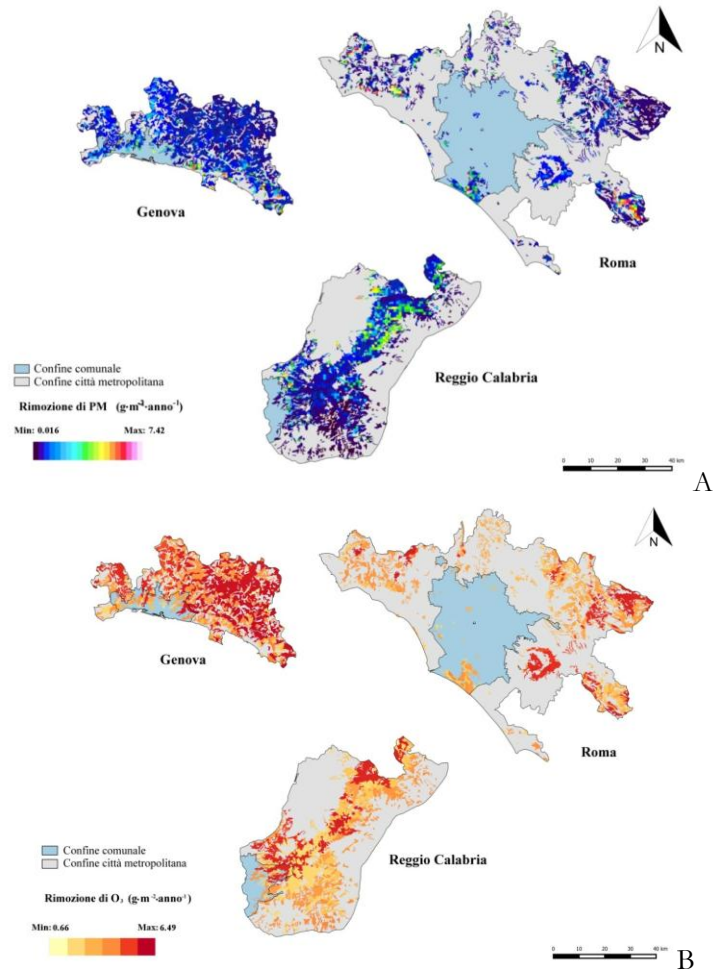 N
Genova
Roma
Reggio Calabria
Confine comunale
Confine città metropolitana
Rimozione di PM (g·m⁻²·anno⁻¹)
Min: 0.016 Max: 7.42
0 10 20 30 40 km
A
N
Genova
Roma
Reggio Calabria
Confine comunale
Confine città metropolitana
Rimozione di O₃ (g·m⁻²·anno⁻¹)
Min: 0.66 Max: 6.49
0 10 20 30 40 km
B